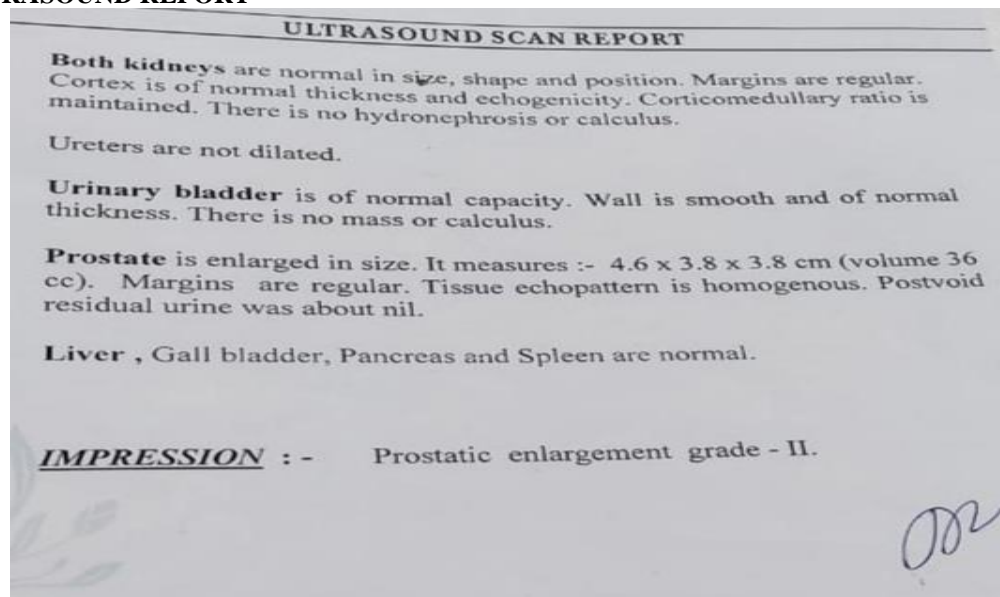 ULTRASOUND SCAN REPORT
Both kidneys are normal in size, shape and position. Margins are regular.
Cortex is of normal thickness and echogenicity. Corticomedullary ratio is
maintained. There is no hydronephrosis or calculus.
Ureters are not dilated.
Urinary bladder is of normal capacity. Wall is smooth and of normal
thickness. There is no mass or calculus.
Prostate is enlarged in size. It measures :- 4.6 x 3.8 x 3.8 cm (volume 36
cc). Margins are regular. Tissue echopattern is homogenous. Postvoid
residual urine was about nil.
Liver , Gall bladder, Pancreas and Spleen are normal.
IMPRESSION : - Prostatic enlargement grade - II.